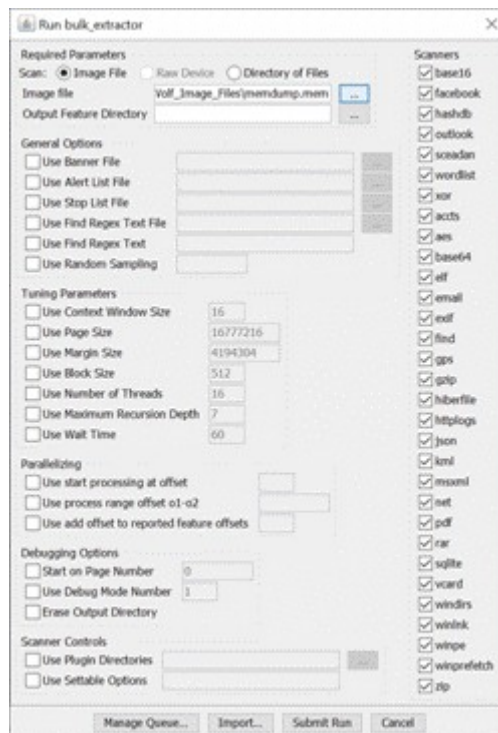 Run bulk_extractor
Required Parameters
Scan: Image File Raw Device Directory of Files
Image file Volf_Image_Files\memdump.mem ...
Output Feature Directory ...
General Options
Use Banner File ...
Use Alert List File ...
Use Stop List File ...
Use Find Regex Text File ...
Use Find Regex Text
Use Random Sampling
Tuning Parameters
Use Context Window Size 16
Use Page Size 16777216
Use Margin Size 4194304
Use Block Size 512
Use Number of Threads 16
Use Maximum Recursion Depth 7
Use Wait Time 60
Parallelizing
Use start processing at offset
Use process range offset o1-o2
Use add offset to reported feature offsets
Debugging Options
Start on Page Number 0
Use Debug Mode Number 1
Erase Output Directory
Scanner Controls
Use Plugin Directories ...
Use Settable Options
Scanners
base16
facebook
hashdb
outlook
sceadan
wordlist
xor
accts
aes
base64
elf
email
exif
find
gps
gzip
hiberfile
httplogs
json
kml
msxml
net
pdf
rar
sqlite
vcard
windirs
winlnk
winpe
winprefetch
zip
Manage Queue... Import... Submit Run Cancel